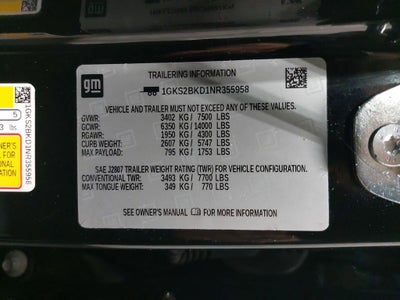 gm
TRAILERING INFORMATION
1GKS2BKD1NR355958
VEHICLE AND TRAILER MUST NOT EXCEED ANY OF THESE VALUES.
GVWR: 3402 KG / 7500 LBS
GCWR: 6350 KG / 14000 LBS
RGAWR: 1950 KG / 4300 LBS
CURB WEIGHT: 2607 KG / 5747 LBS
MAX PAYLOAD: 795 KG / 1753 LBS
SAE J2807 TRAILER WEIGHT RATING (TWR) FOR VEHICLE CONFIGURATION.
CONVENTIONAL TWR: 3493 KG / 7700 LBS
MAX TONGUE WEIGHT: 349 KG / 770 LBS
SEE OWNER'S MANUAL FOR MORE INFORMATION
5
3 lbs